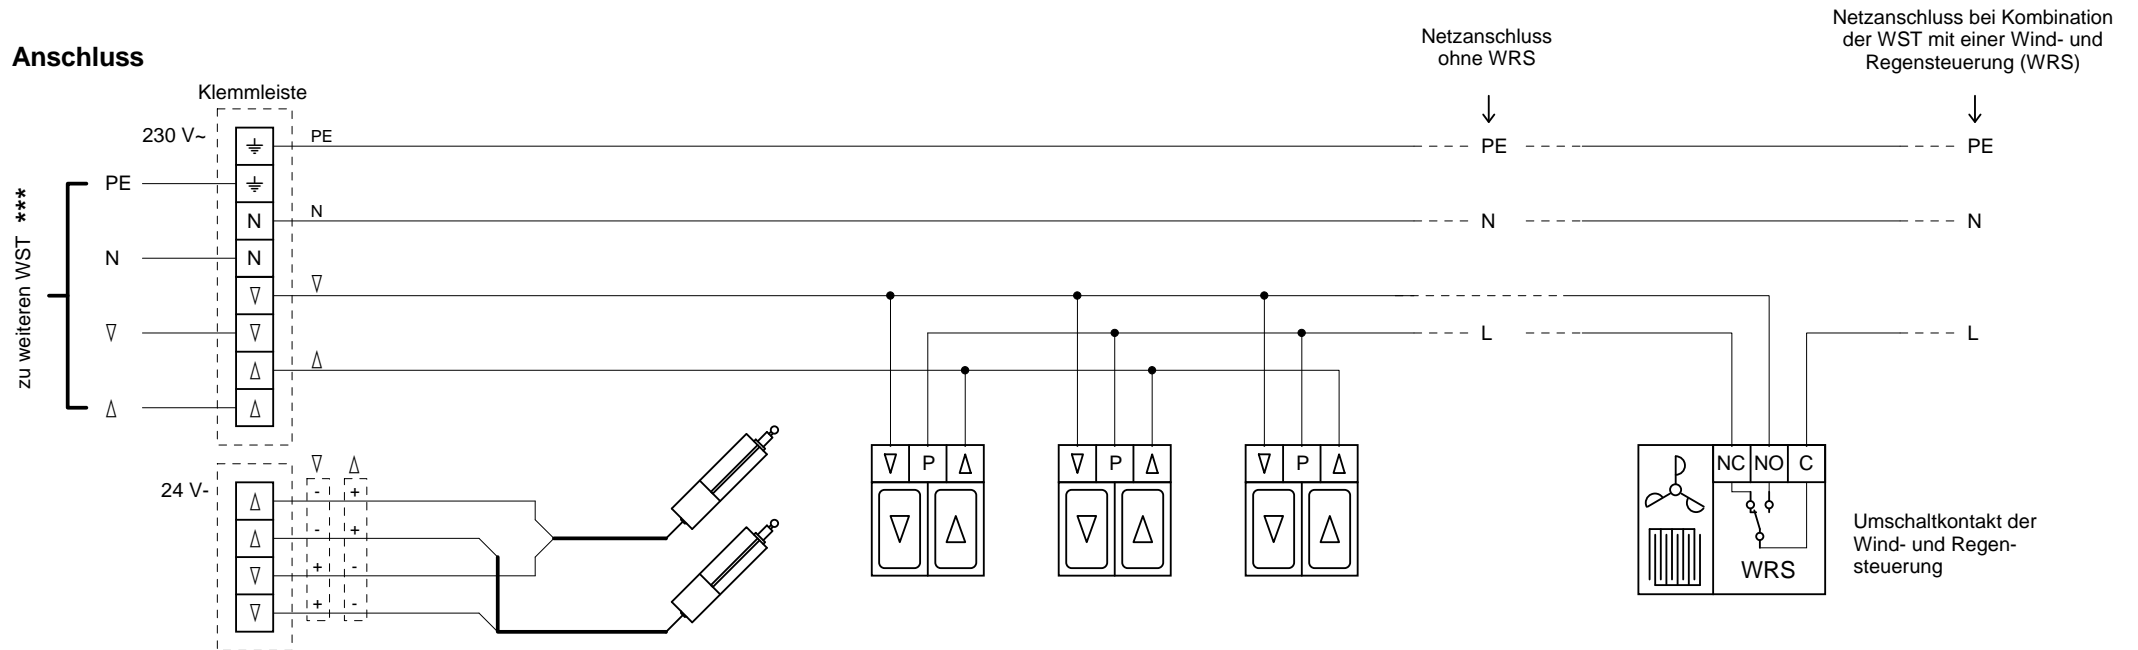 Anschluss
Netzanschluss
ohne WRS
Netzanschluss bei Kombination
der WST mit einer Wind- und
Regensteuerung (WRS)
Klemmleiste
230 V~
PE
PE
PE
PE
N
N
N
N
N
N
L
L
zu weiteren WST ***
24 V-
- +
- +
+ -
+ -
P
P
P
NC NO C
WRS
Umschaltkontakt der
Wind- und Regen-
steuerung